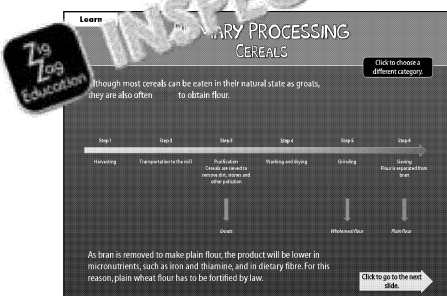 Learn
INSPEC
ARY PROCESSING
CEREALS
Zig
Zag
Education
Click to choose a
different category.
Although most cereals can be eaten in their natural state as groats,
they are also often to obtain flour.
Step 1 Step 2 Step 3 Step 4 Step 5 Step 6
Harvesting Transportation to the mill Purification Washing and drying Grinding Sieving
Cereals are sieved to Flour is separated from
remove dirt, stones and bran
other pollution
Groats Wholemeal flour Plain flour
As bran is removed to make plain flour, the product will be lower in
micronutrients, such as iron and thiamine, and in dietary fibre. For this
reason, plain wheat flour has to be fortified by law.
Click to go to the next
slide.